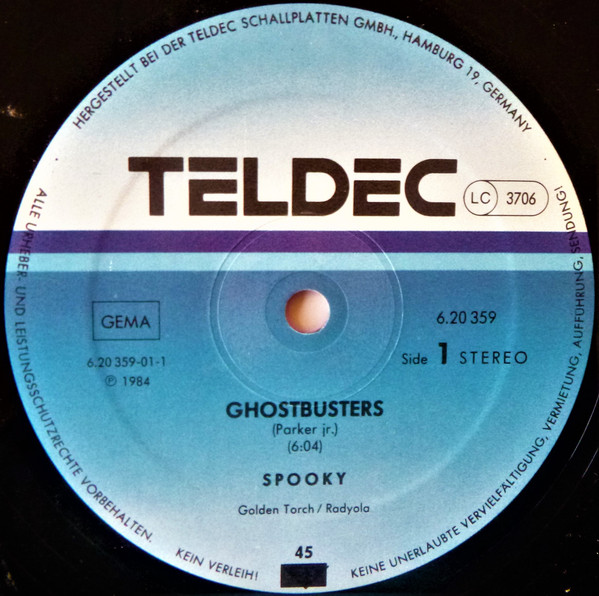 HERGESTELLT BEI DER TELDEC SCHALLPLATTEN GMBH., HAMBURG 19, GERMANY
TELDEC
LC 3706
GEMA
6.20 359
6.20 359-01-1
Side 1 STEREO
℗ 1984
GHOSTBUSTERS
(Parker jr.)
(6:04)
SPOOKY
Golden Torch / Radyola
45
ALLE URHEBER- UND LEISTUNGSSCHUTZRECHTE VORBEHALTEN.
KEIN VERLEIH!
KEINE UNERLAUBTE VERVIELFÄLTIGUNG, VERMIETUNG, AUFFÜHRUNG, SENDUNG!